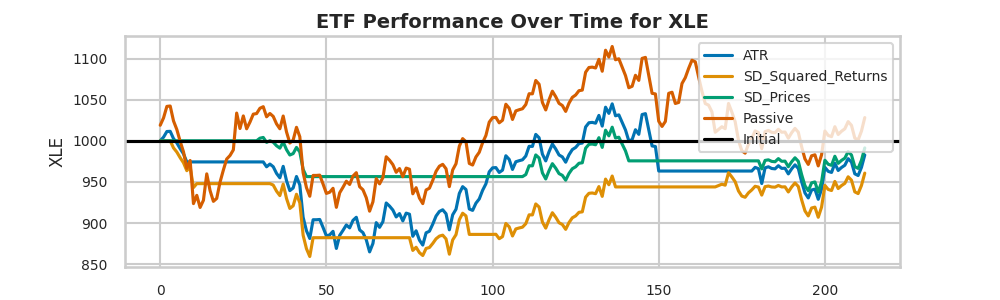 ETF Performance Over Time for XLE
XLE
1100
1050
1000
950
900
850
0
50
100
150
200
ATR
SD_Squared_Returns
SD_Prices
Passive
Initial